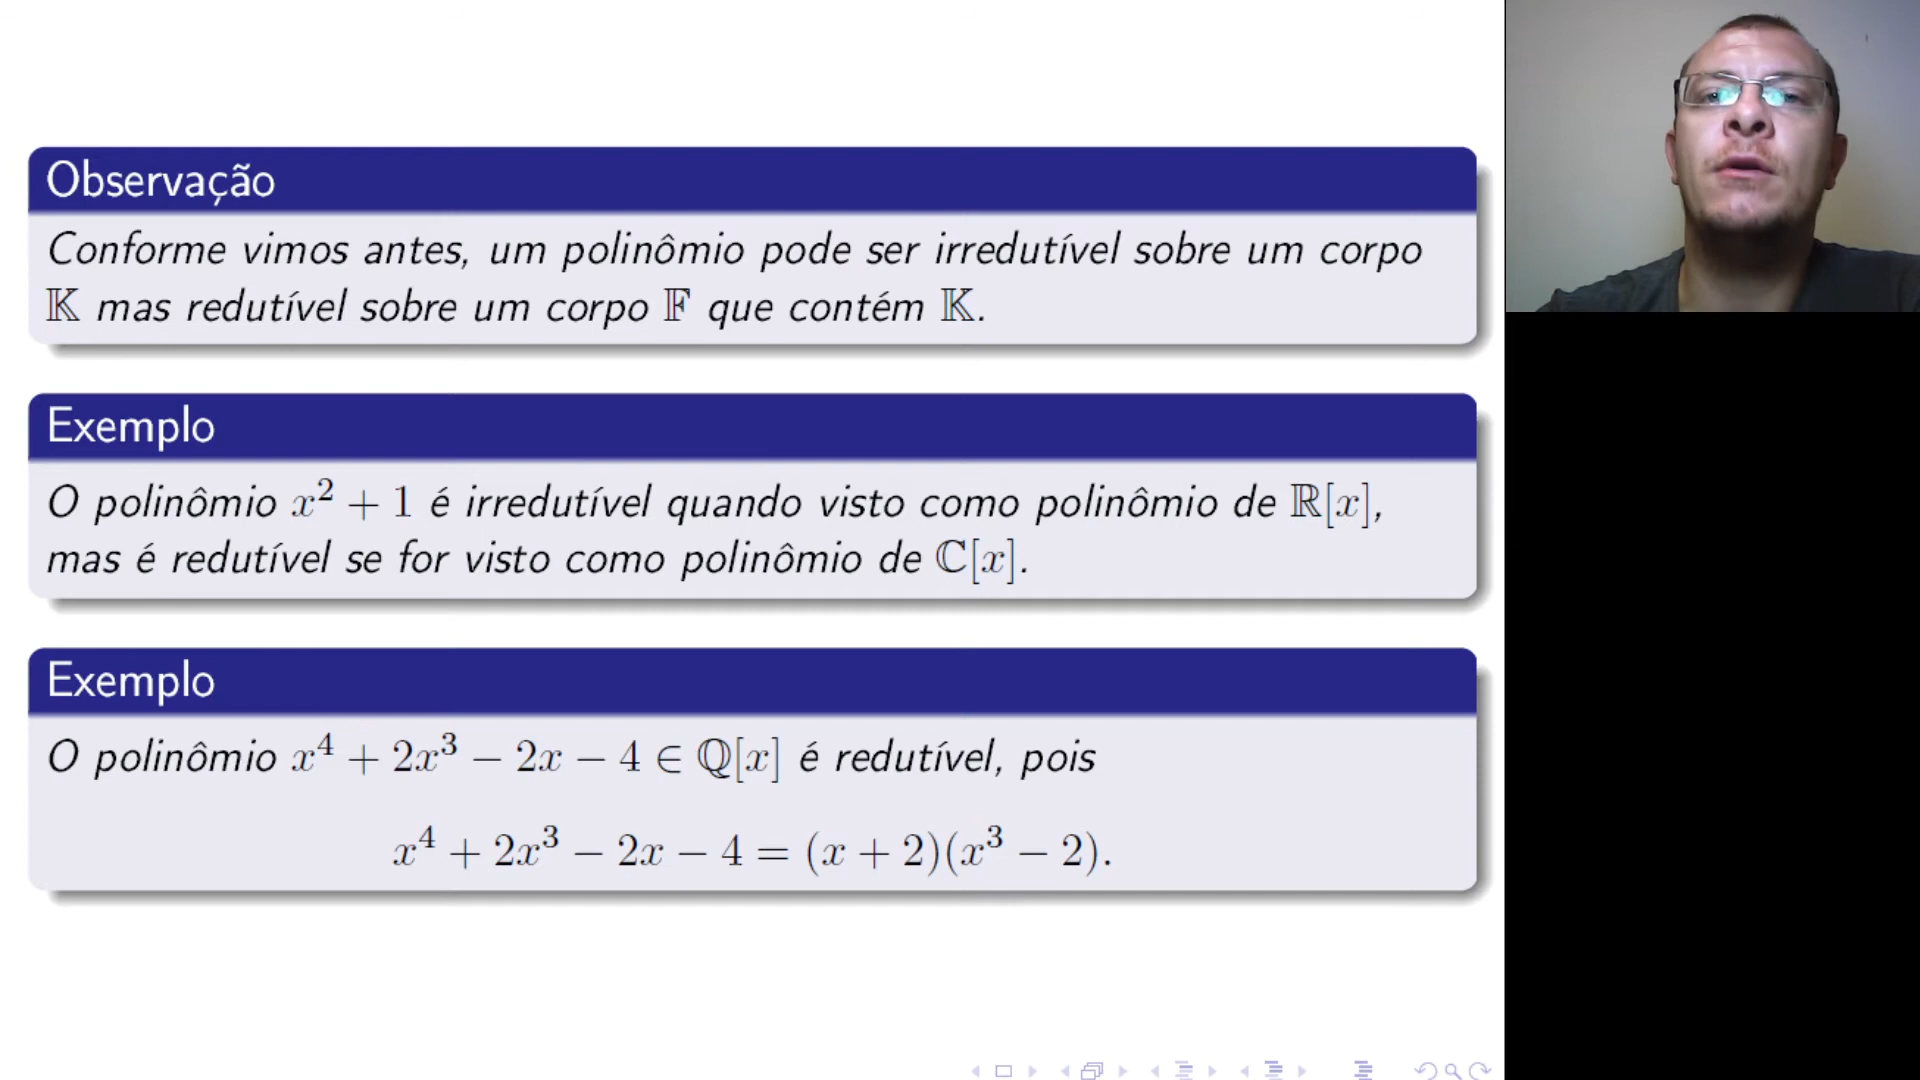 Observação
Conforme vimos antes, um polinômio pode ser irredutível sobre um corpo
𝕂 mas redutível sobre um corpo 𝔽 que contém 𝕂.
Exemplo
O polinômio x² + 1 é irredutível quando visto como polinômio de ℝ[x],
mas é redutível se for visto como polinômio de ℂ[x].
Exemplo
O polinômio x⁴ + 2x³ − 2x − 4 ∈ ℚ[x] é redutível, pois
x⁴ + 2x³ − 2x − 4 = (x + 2)(x³ − 2).